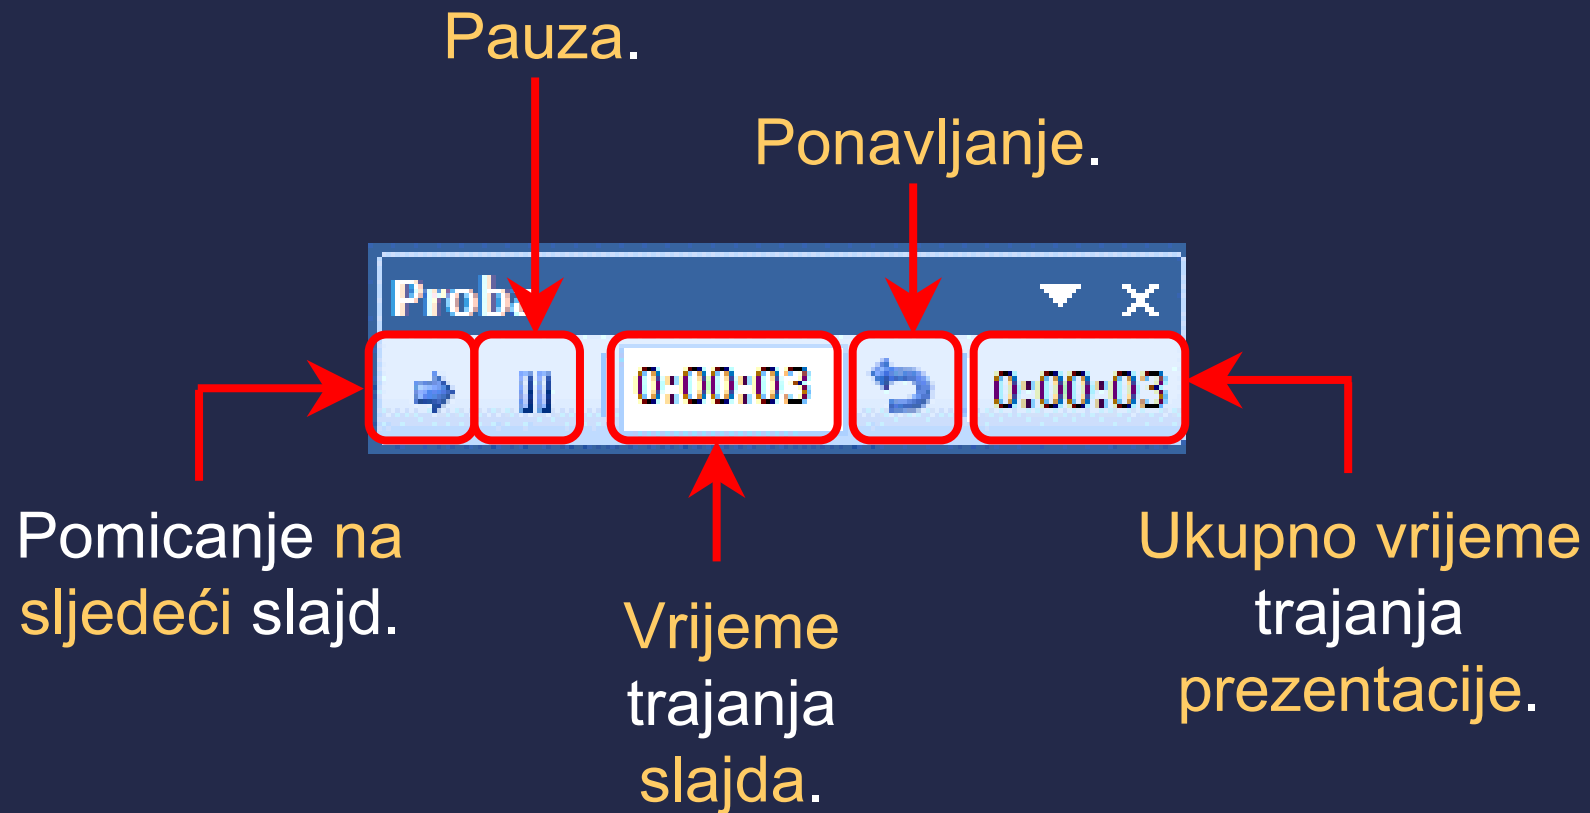 Pauza.
Ponavljanje.
Proba
0:00:03
0:00:03
Pomicanje na
sljedeći slajd.
Vrijeme
trajanja
slajda.
Ukupno vrijeme
trajanja
prezentacije.